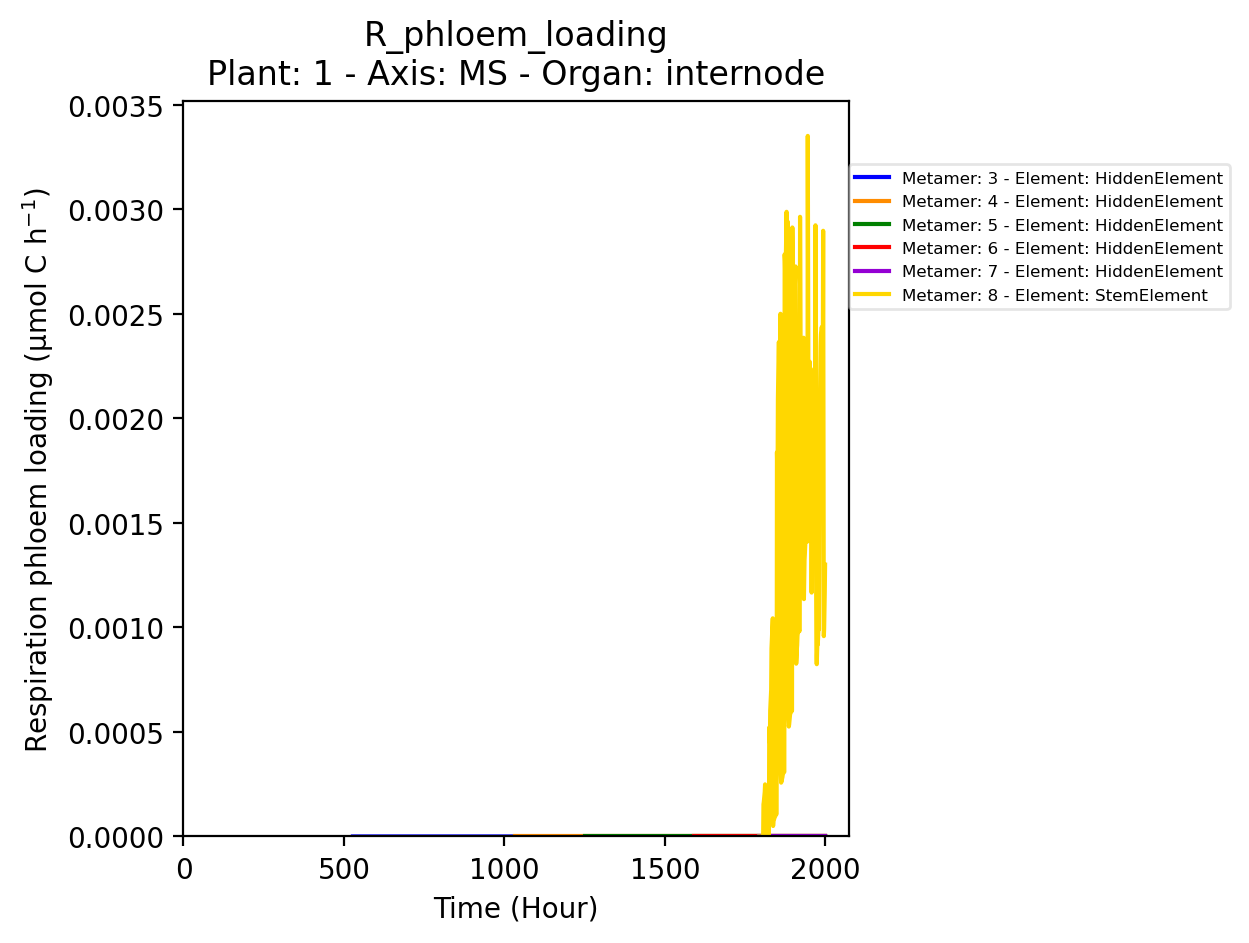 R_phloem_loading
Plant: 1 - Axis: MS - Organ: internode
0.0035
0.0030
0.0025
0.0020
0.0015
0.0010
0.0005
0.0000
Respiration phloem loading (µmol C h⁻¹)
0
500
1000
1500
2000
Time (Hour)
Metamer: 3 - Element: HiddenElement
Metamer: 4 - Element: HiddenElement
Metamer: 5 - Element: HiddenElement
Metamer: 6 - Element: HiddenElement
Metamer: 7 - Element: HiddenElement
Metamer: 8 - Element: StemElement